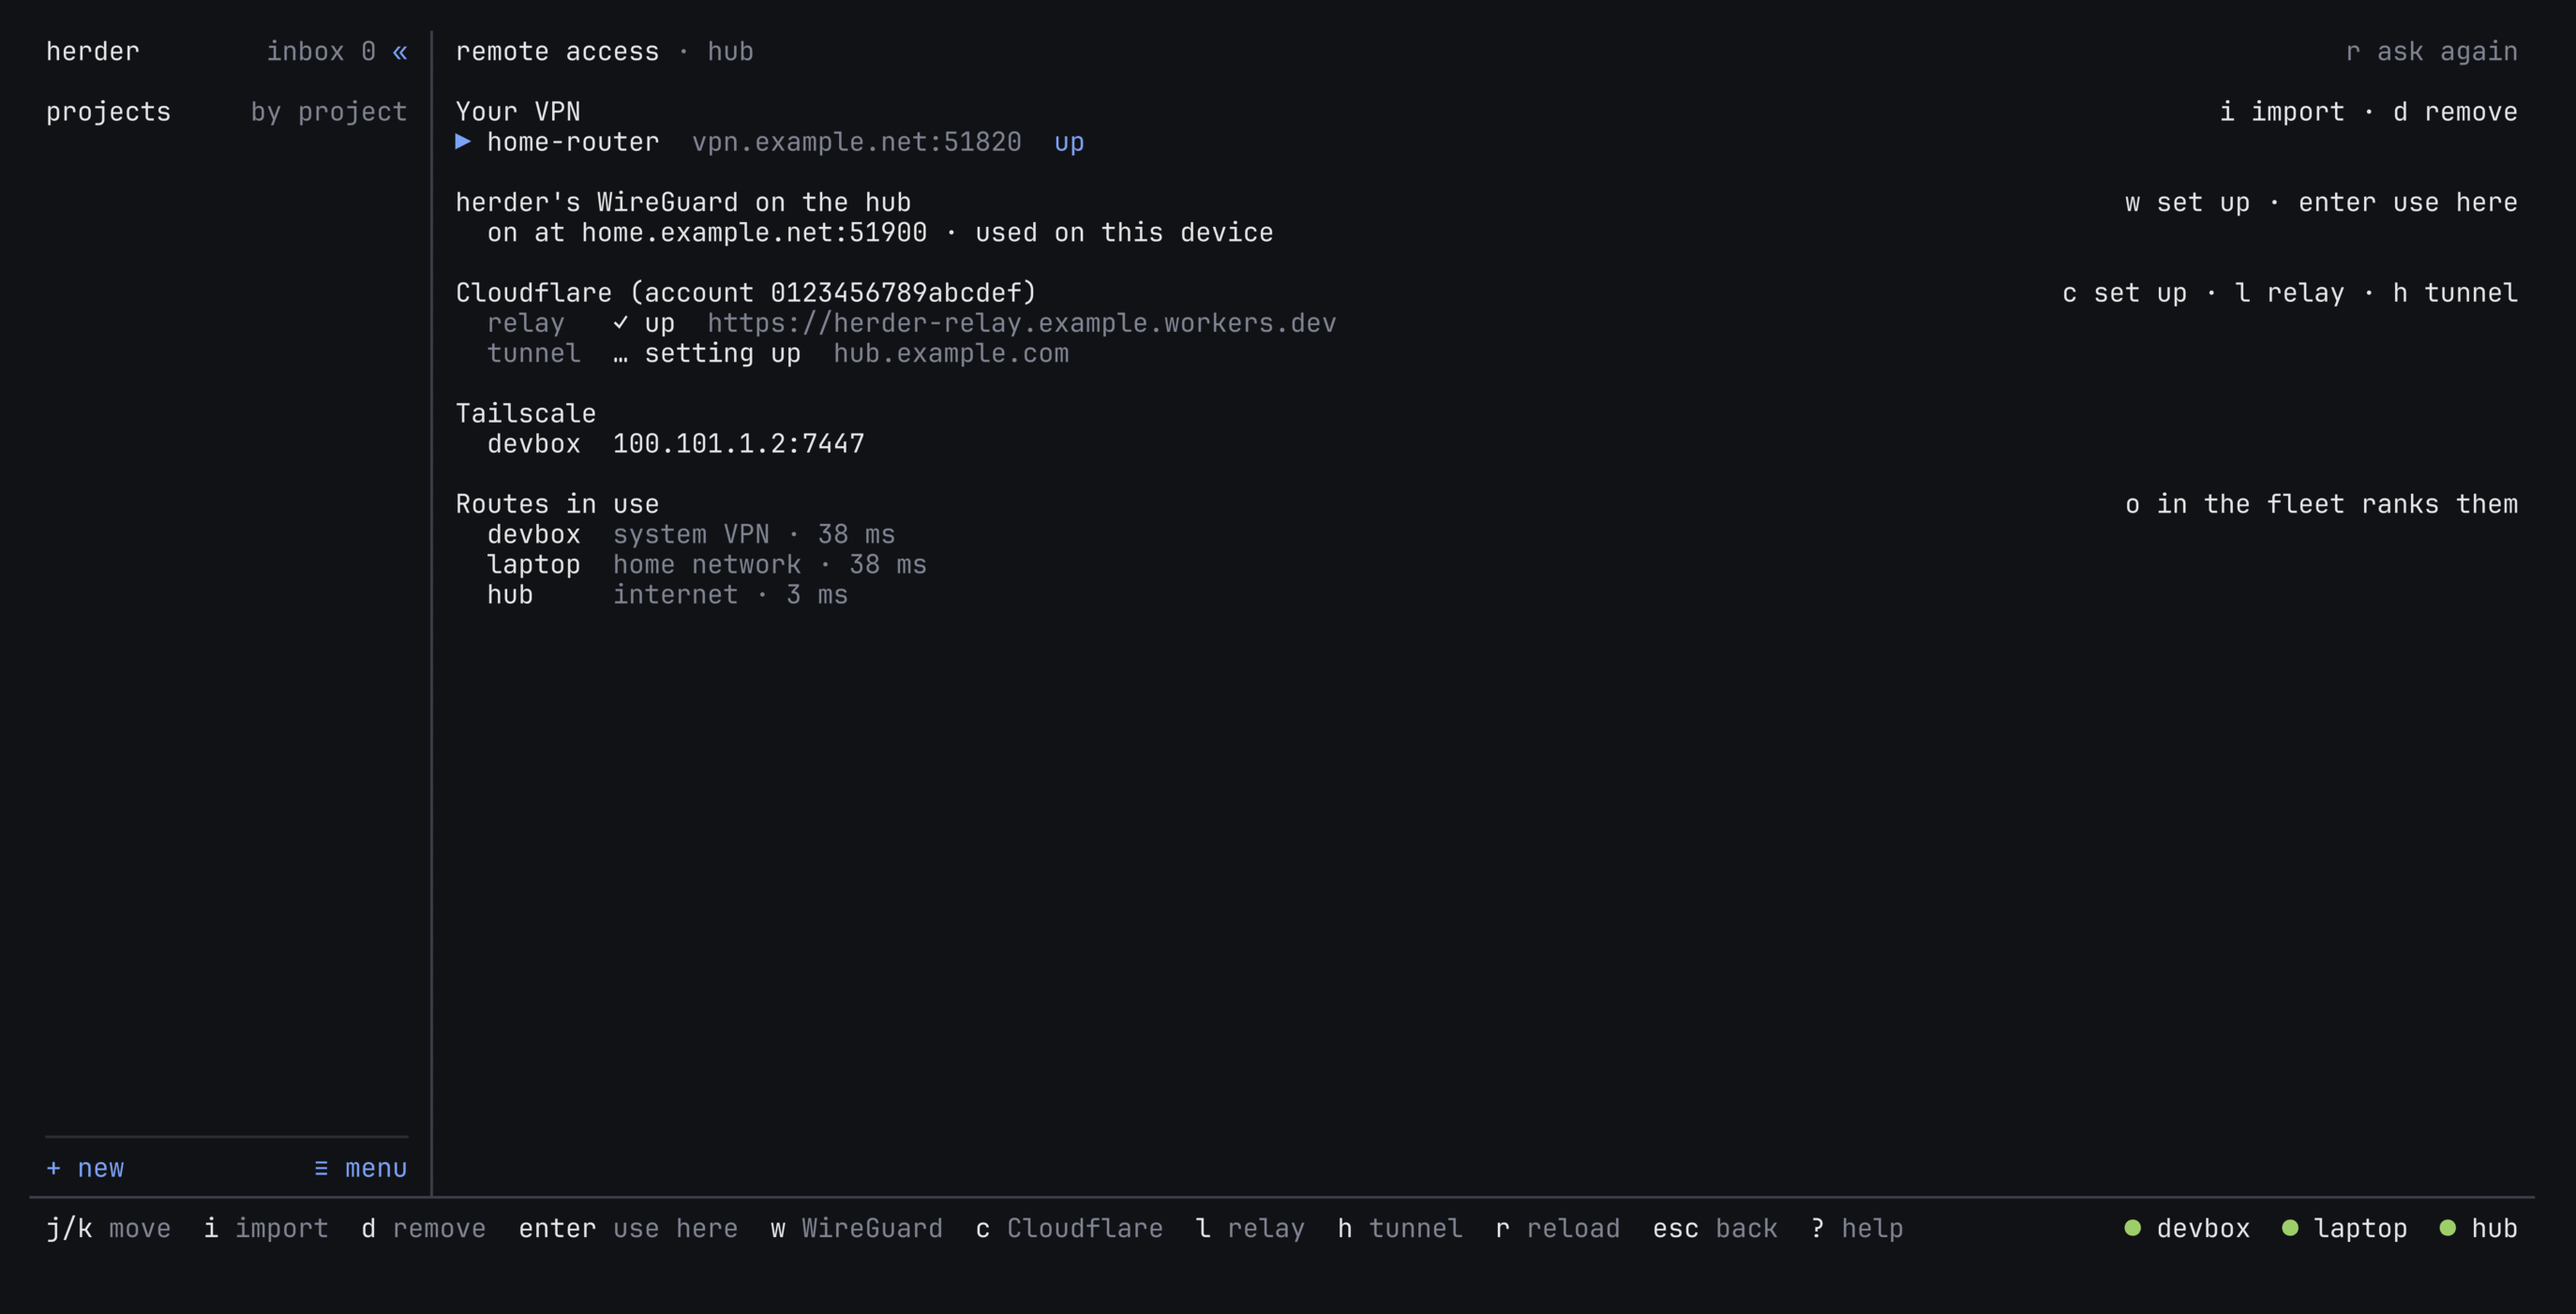 herder inbox 0 «
projects by project
+ new ≡ menu
remote access · hub r ask again
Your VPN i import · d remove
▶ home-router vpn.example.net:51820 up
herder's WireGuard on the hub w set up · enter use here
on at home.example.net:51900 · used on this device
Cloudflare (account 0123456789abcdef) c set up · l relay · h tunnel
relay ✓ up https://herder-relay.example.workers.dev
tunnel … setting up hub.example.com
Tailscale
devbox 100.101.1.2:7447
Routes in use o in the fleet ranks them
devbox system VPN · 38 ms
laptop home network · 38 ms
hub internet · 3 ms
j/k move i import d remove enter use here w WireGuard c Cloudflare l relay h tunnel r reload esc back ? help ● devbox ● laptop ● hub